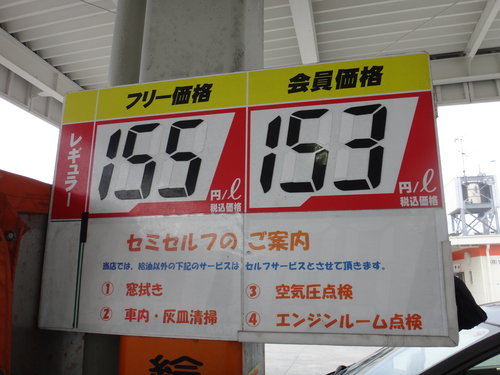 フリー価格
会員価格
レギュラー
155
円/ℓ
税込価格
153
円/ℓ
税込価格
セミセルフのご案内
当店では、給油以外の下記のサービスは セルフサービスとさせて頂きます。
① 窓拭き
③ 空気圧点検
② 車内・灰皿清掃
④ エンジンルーム点検